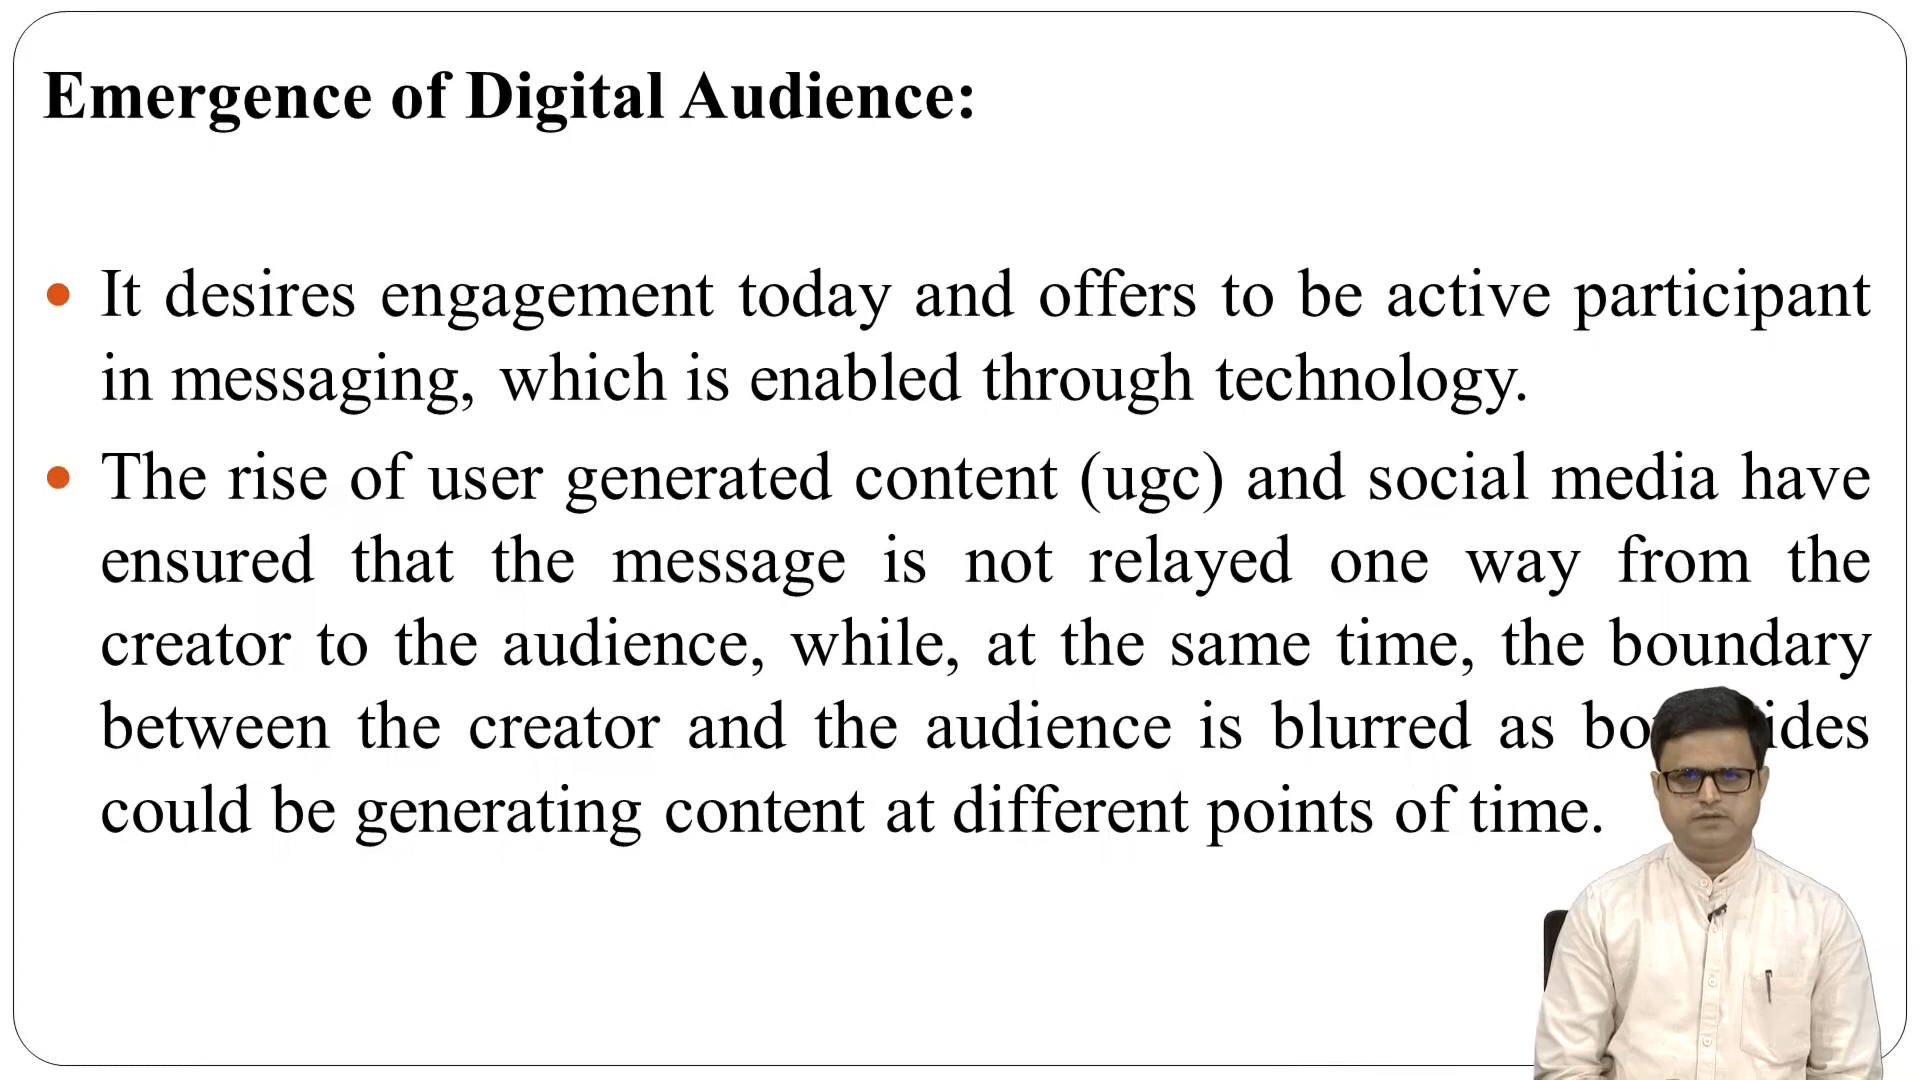 Emergence of Digital Audience:
• It desires engagement today and offers to be active participant
in messaging, which is enabled through technology.
• The rise of user generated content (ugc) and social media have
ensured that the message is not relayed one way from the
creator to the audience, while, at the same time, the boundary
between the creator and the audience is blurred as
could be generating content at different points of time.